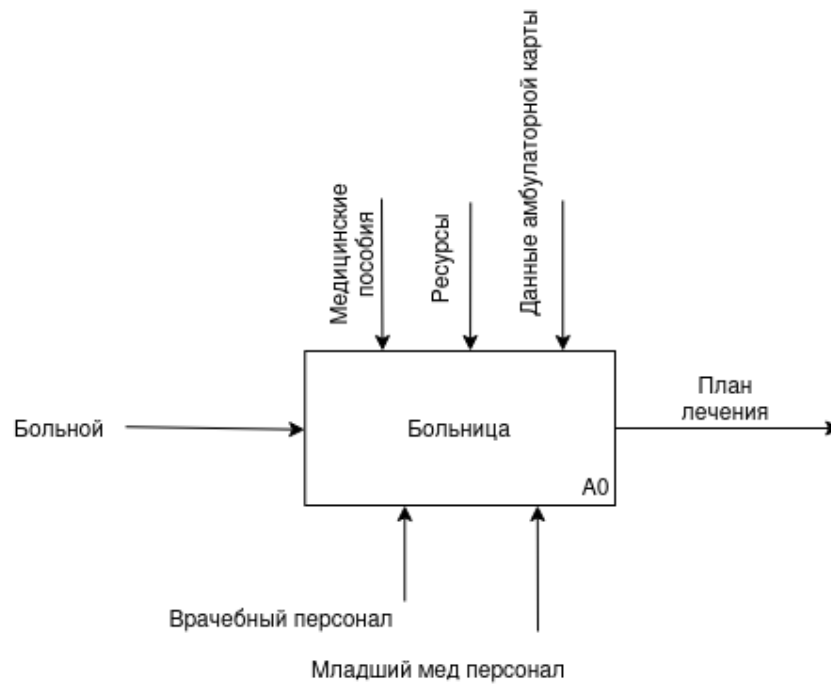 Медицинские
пособия
Ресурсы
Данные амбулаторной карты
Больной
Больница
A0
План
лечения
Врачебный персонал
Младший мед персонал